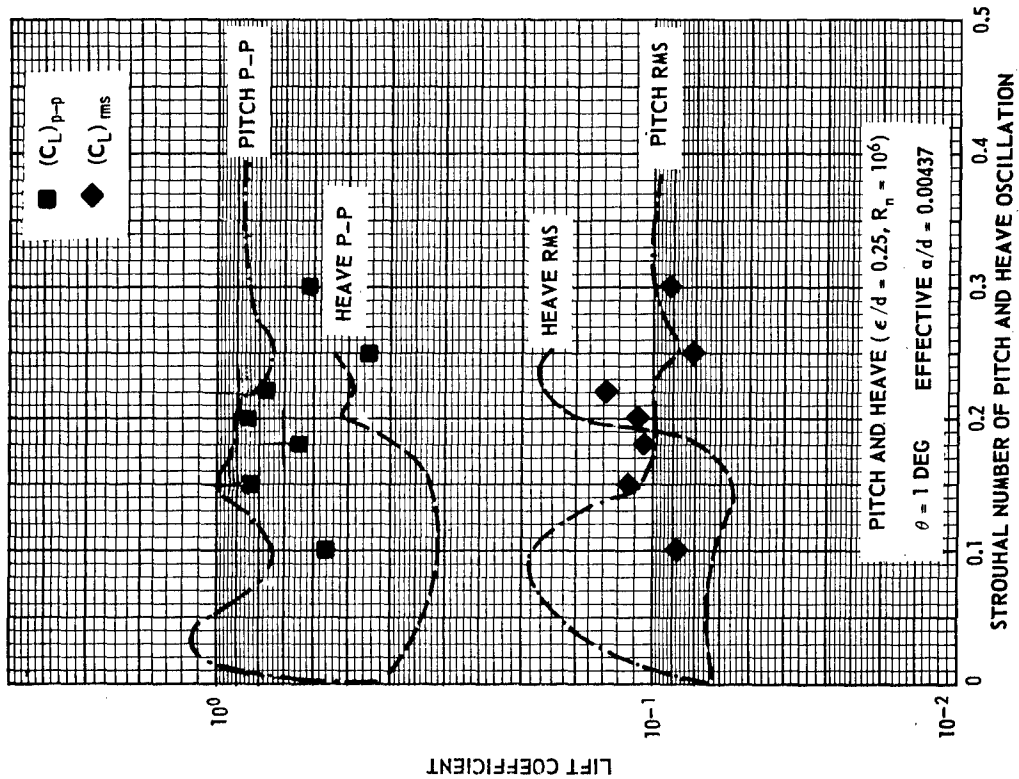 (C_L)_{p-p}
(C_L)_{rms}
PITCH P-P
HEAVE P-P
HEAVE RMS
PITCH RMS
PITCH AND HEAVE (ϵ/d = 0.25, R_n = 10^6)
θ = 1 DEG EFFECTIVE a/d = 0.00437
LIFT COEFFICIENT
10^0
10^{-1}
10^{-2}
0 0.1 0.2 0.3 0.4 0.5
STROUHAL NUMBER OF PITCH AND HEAVE OSCILLATION